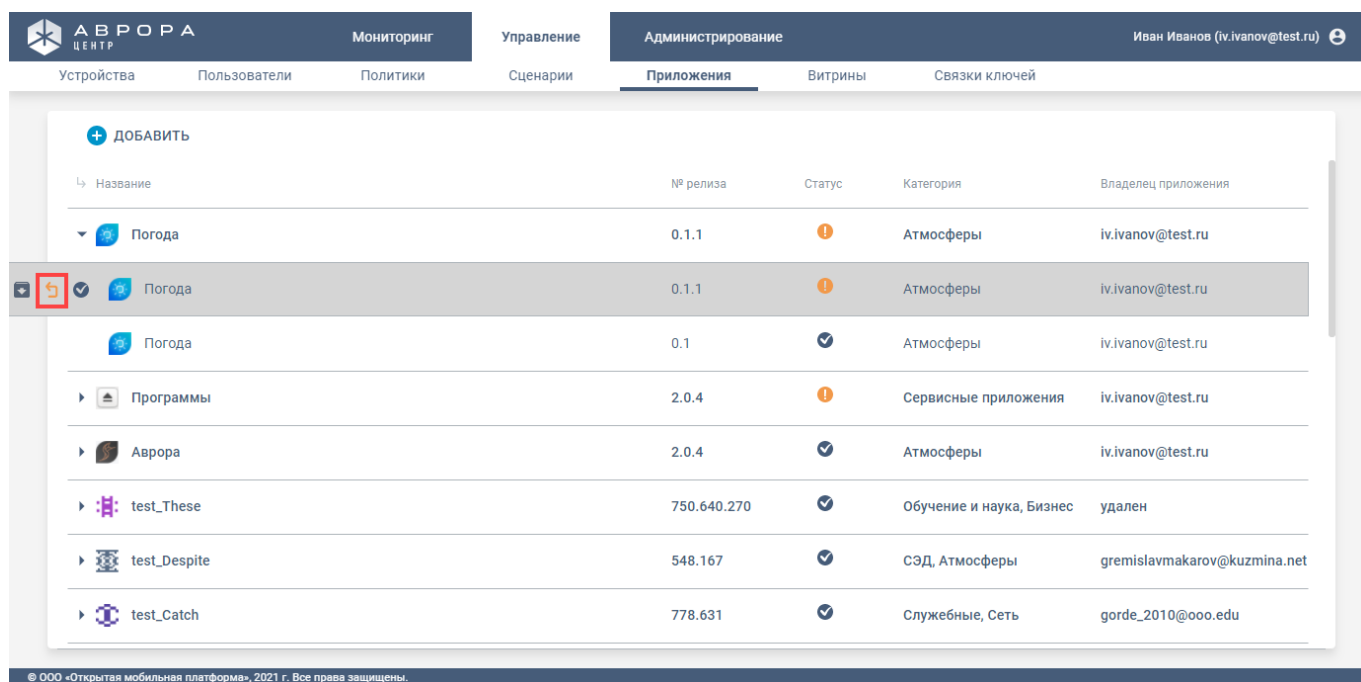 АВРОРА
ЦЕНТР
Мониторинг Управление Администрирование Иван Иванов (iv.ivanov@test.ru)
Устройства Пользователи Политики Сценарии Приложения Витрины Связки ключей
ДОБАВИТЬ
Название № релиза Статус Категория Владелец приложения
Погода 0.1.1 Атмосферы iv.ivanov@test.ru
Погода 0.1.1 Атмосферы iv.ivanov@test.ru
Погода 0.1 Атмосферы iv.ivanov@test.ru
Программы 2.0.4 Сервисные приложения iv.ivanov@test.ru
Аврора 2.0.4 Атмосферы iv.ivanov@test.ru
test_These 750.640.270 Обучение и наука, Бизнес удален
test_Despite 548.167 СЭД, Атмосферы gremislavmakarov@kuzmina.net
test_Catch 778.631 Служебные, Сеть gorde_2010@ooo.edu
© ООО «Открытая мобильная платформа», 2021 г. Все права защищены.